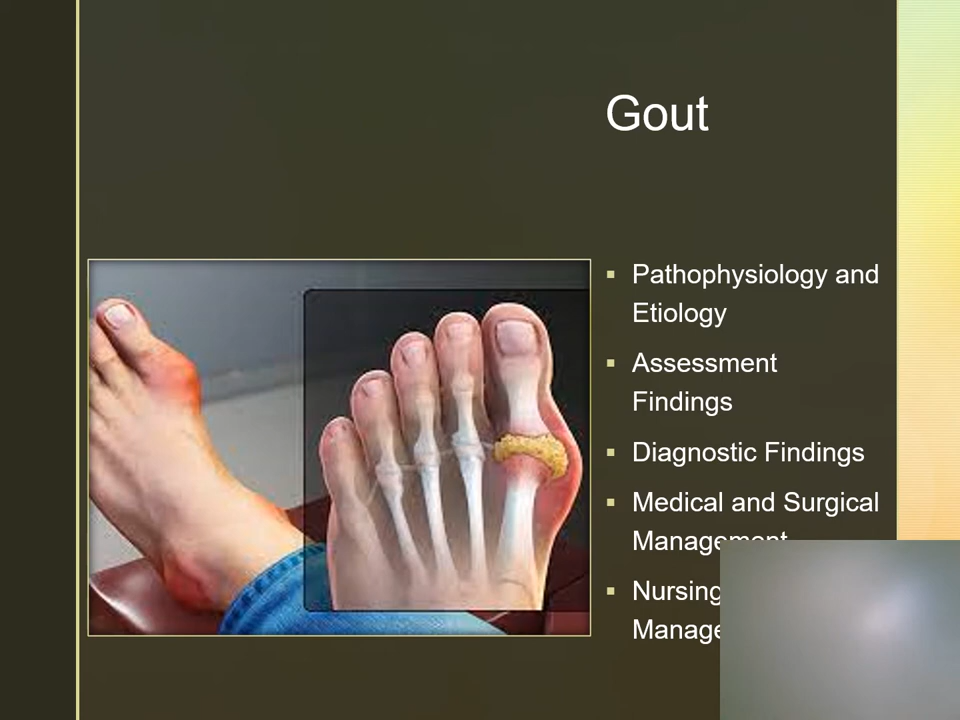 Gout
▪ Pathophysiology and
Etiology
▪ Assessment
Findings
▪ Diagnostic Findings
▪ Medical and Surgical
Management
▪ Nursing